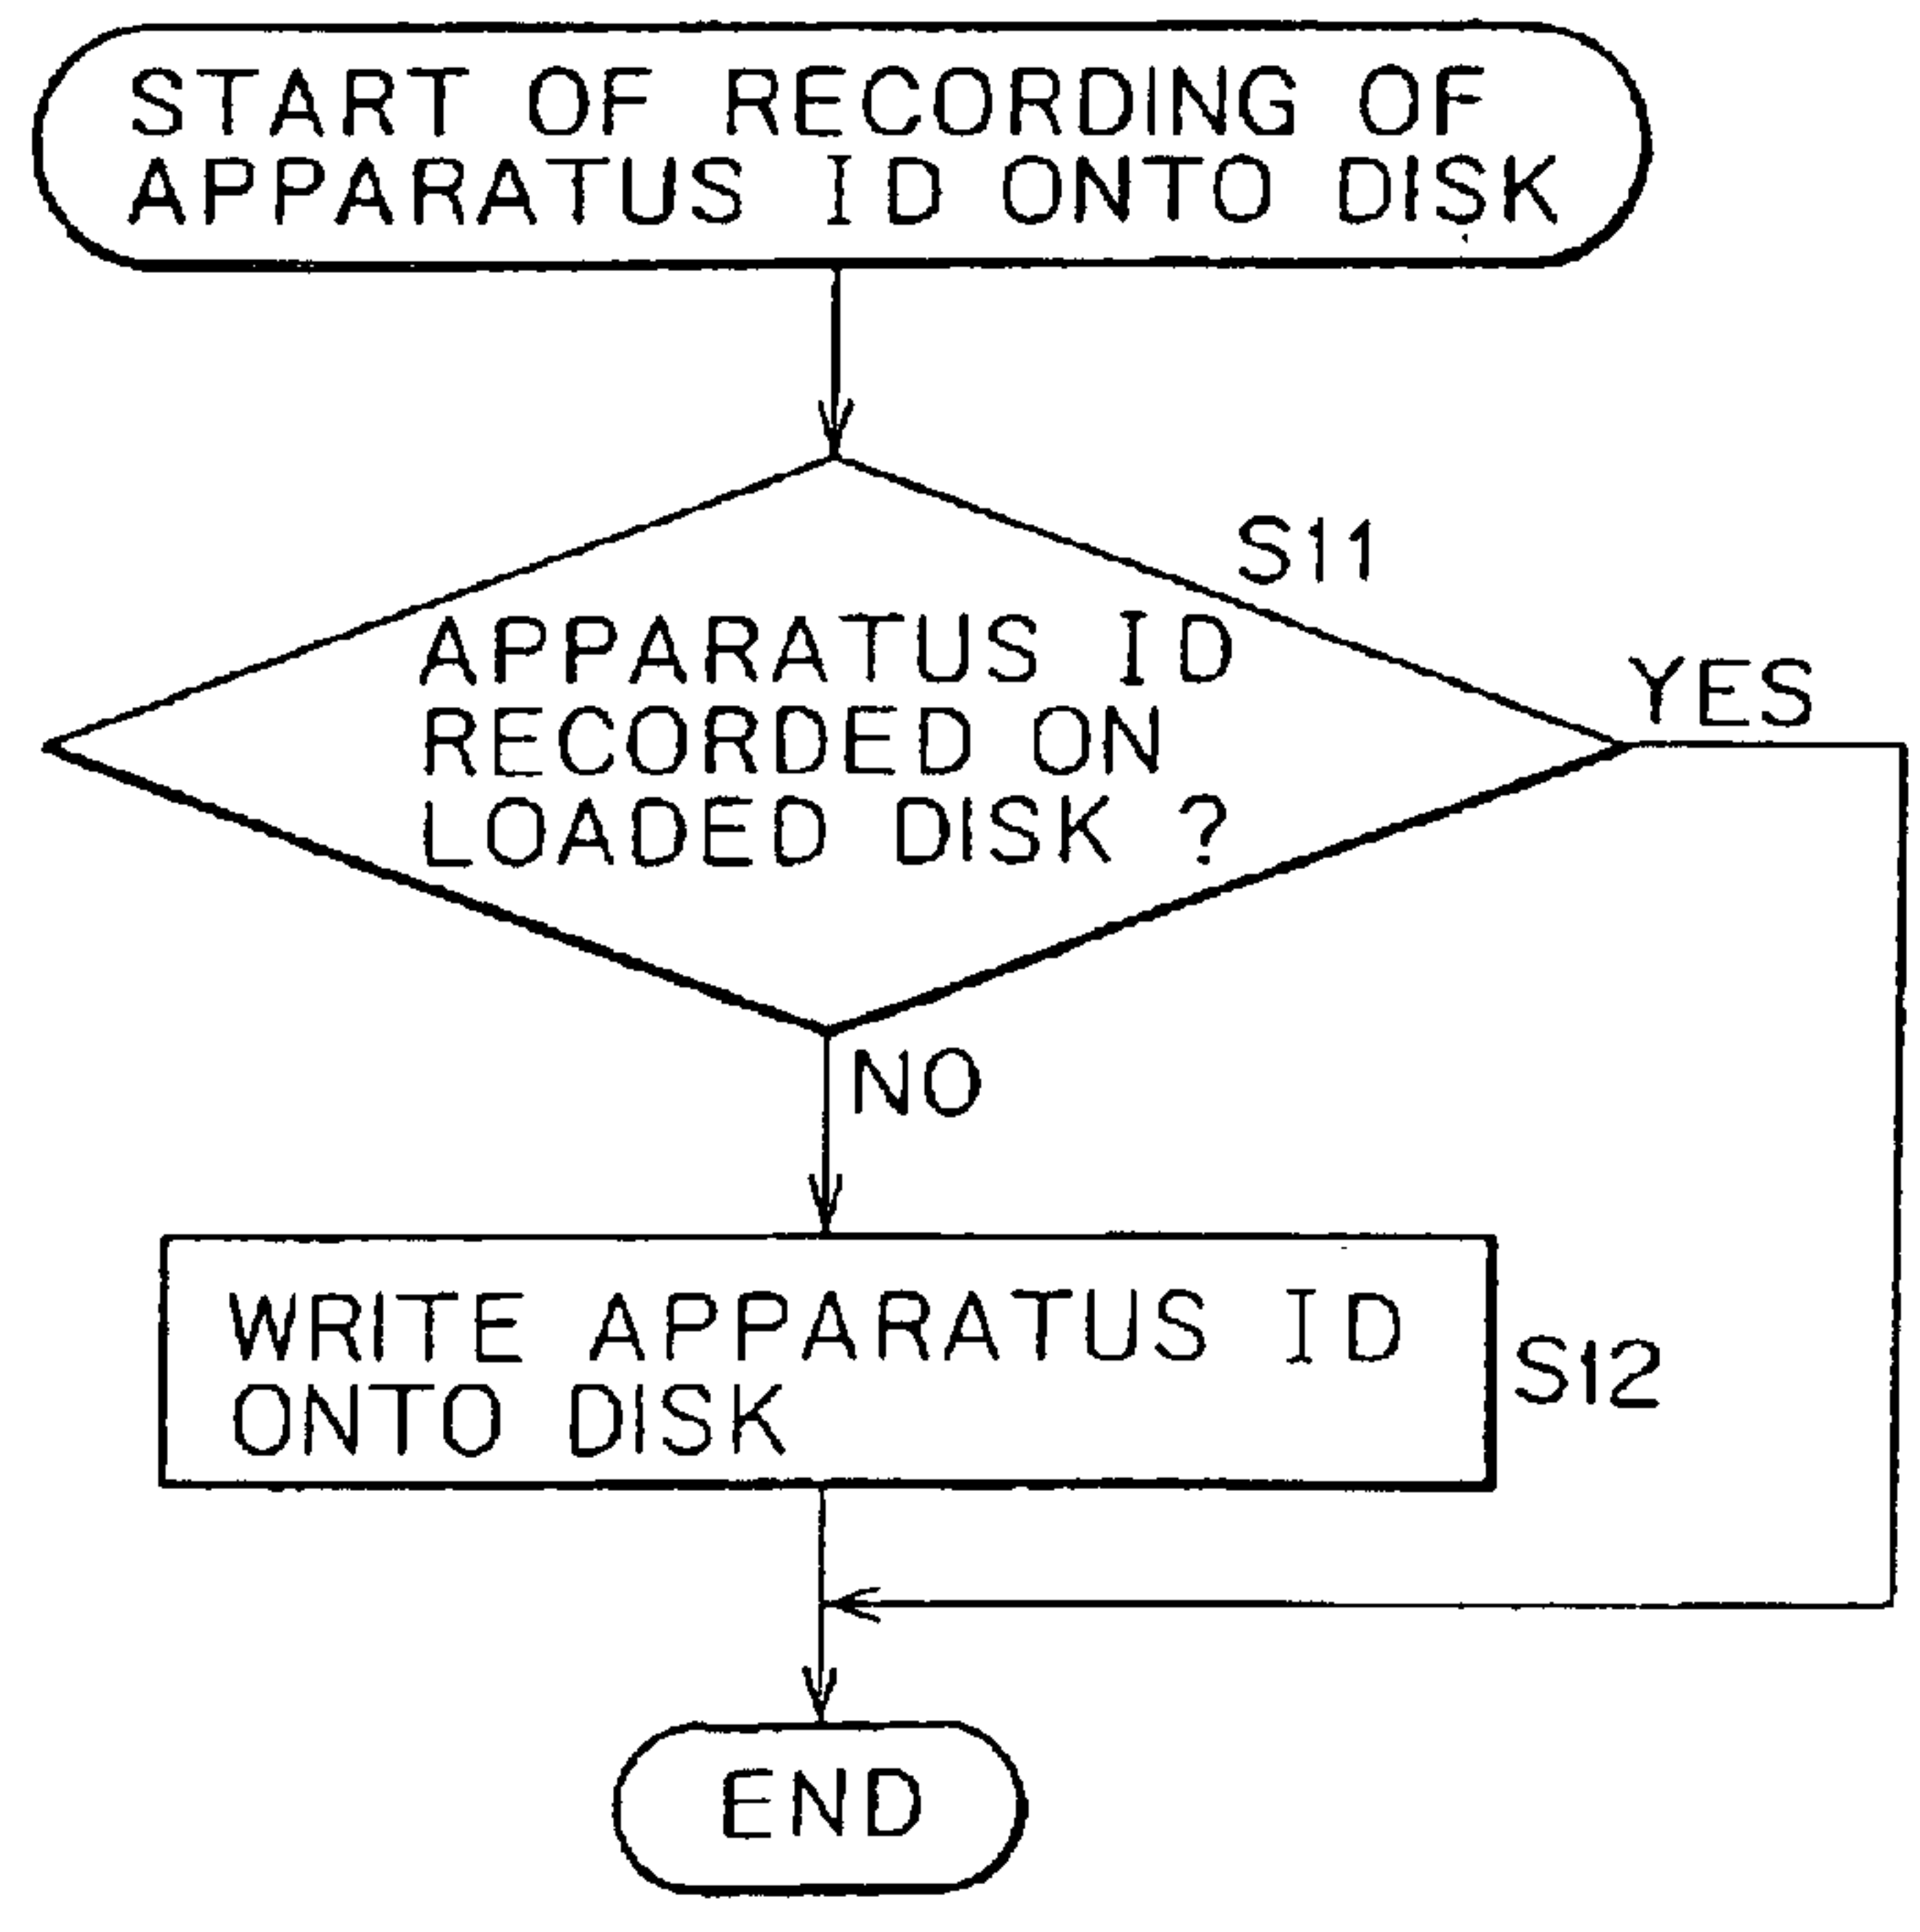 START OF RECORDING OF
APPARATUS ID ONTO DISK
S11
APPARATUS ID
RECORDED ON
LOADED DISK ?
YES
NO
WRITE APPARATUS ID
ONTO DISK
S12
END